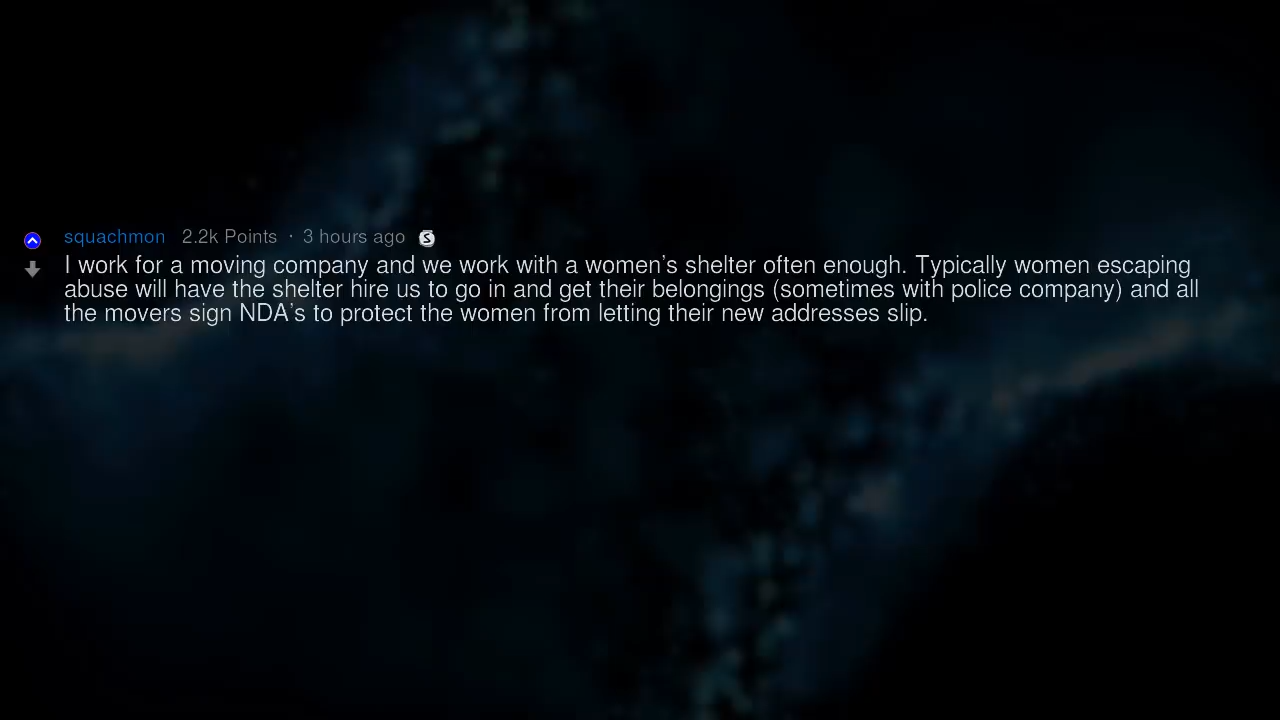 squachmon 2.2k Points · 3 hours ago S
I work for a moving company and we work with a women's shelter often enough. Typically women escaping
abuse will have the shelter hire us to go in and get their belongings (sometimes with police company) and all
the movers sign NDA's to protect the women from letting their new addresses slip.